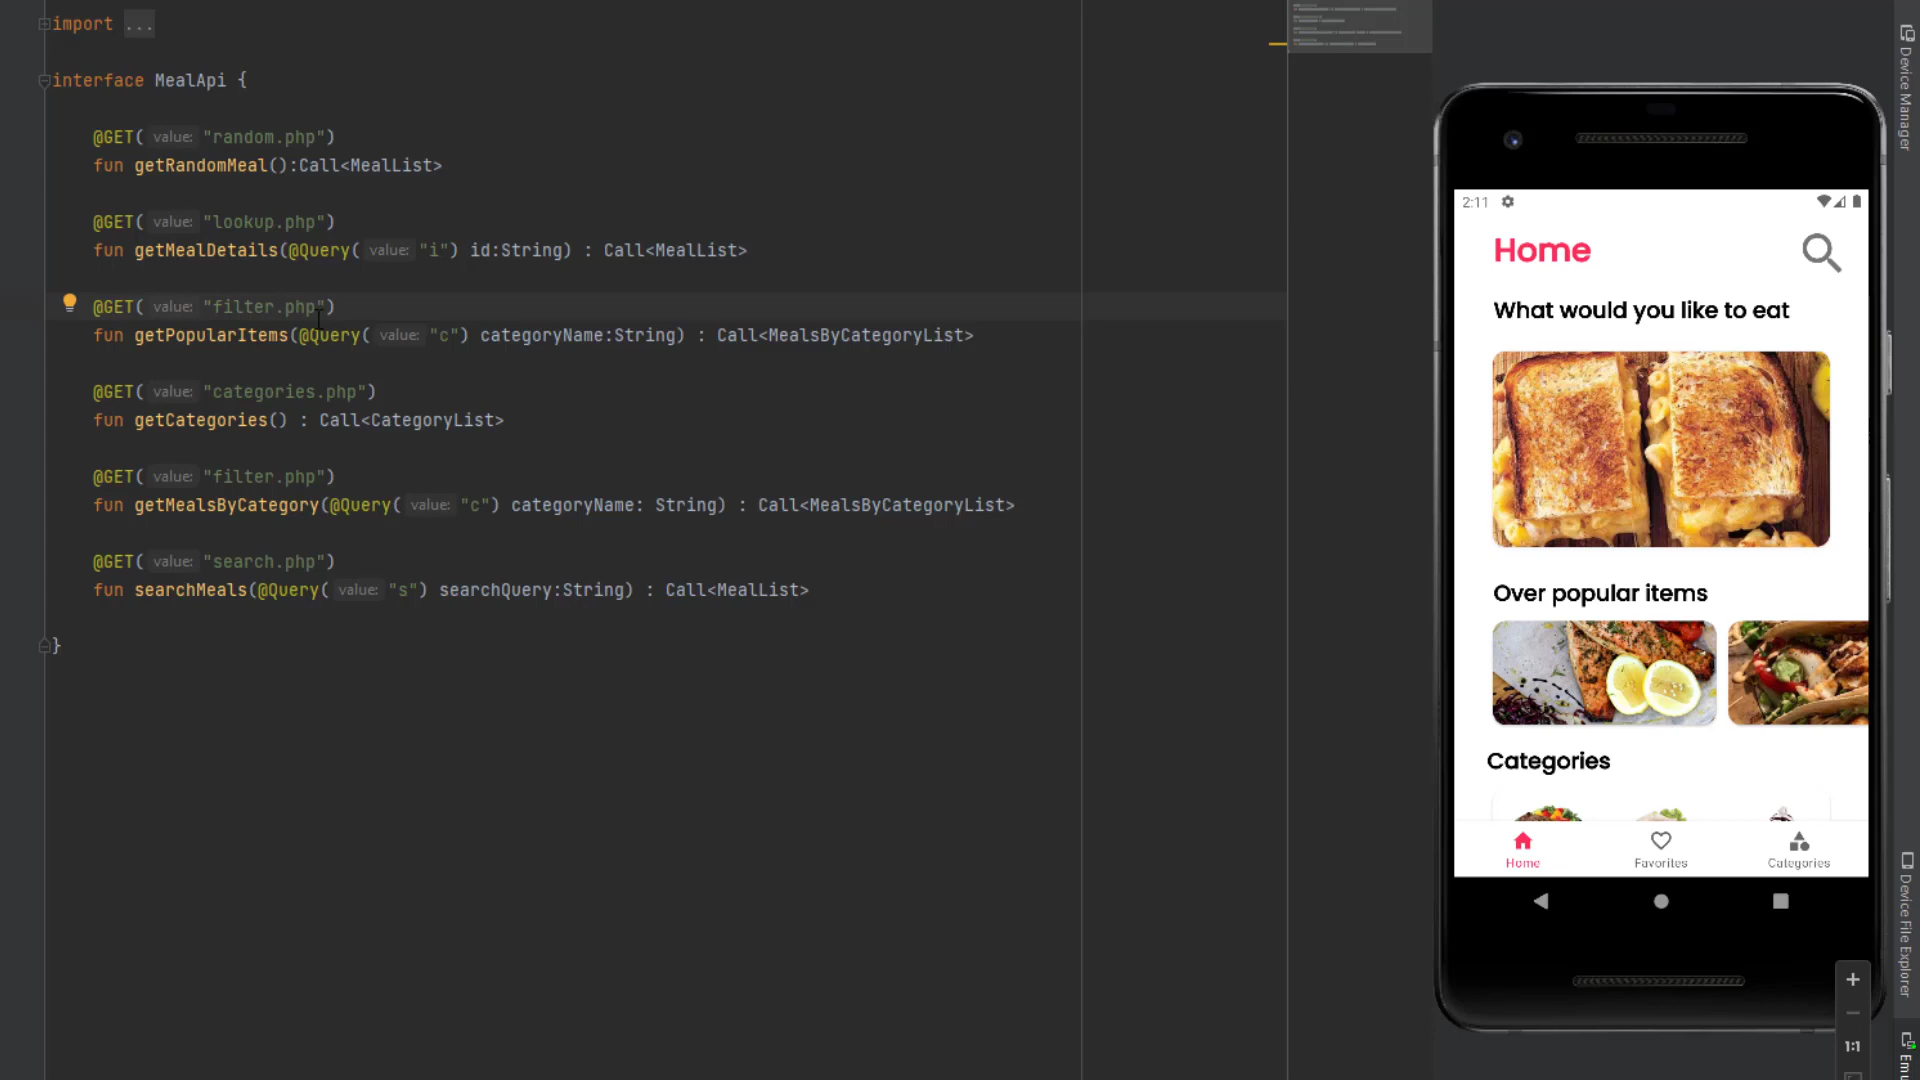 import ...
interface MealApi {
@GET( value: "random.php")
fun getRandomMeal():Call<MealList>
@GET( value: "lookup.php")
fun getMealDetails(@Query( value: "i") id:String) : Call<MealList>
@GET( value: "filter.php")
fun getPopularItems(@Query( value: "c") categoryName:String) : Call<MealsByCategoryList>
@GET( value: "categories.php")
fun getCategories() : Call<CategoryList>
@GET( value: "filter.php")
fun getMealsByCategory(@Query( value: "c") categoryName: String) : Call<MealsByCategoryList>
@GET( value: "search.php")
fun searchMeals(@Query( value: "s") searchQuery:String) : Call<MealList>
}
2:11
Home
What would you like to eat
Over popular items
Categories
Home
Favorites
Categories
1:1
Device Manager
Device File Explorer
Emu